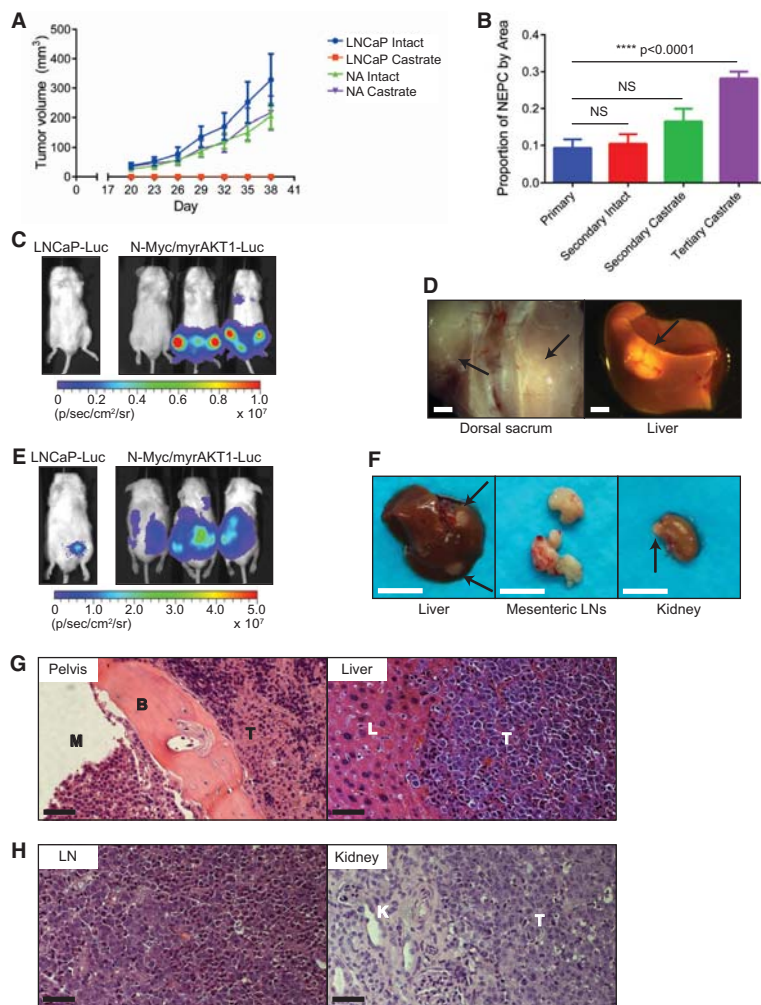 A
Tumor volume (mm³)
500
400
300
200
100
0
0 17 20 23 26 29 32 35 38 41
Day
LNCaP Intact
LNCaP Castrate
NA Intact
NA Castrate
B
Proportion of NEPC by Area
0.4
0.3
0.2
0.1
0.0
**** p<0.0001
NS
NS
Primary
Secondary Intact
Secondary Castrate
Tertiary Castrate
C
LNCaP-Luc N-Myc/myrAKT1-Luc
0 0.2 0.4 0.6 0.8 1.0
(p/sec/cm²/sr) x 10⁷
D
Dorsal sacrum Liver
E
LNCaP-Luc N-Myc/myrAKT1-Luc
0 1.0 2.0 3.0 4.0 5.0
(p/sec/cm²/sr) x 10⁷
F
Liver Mesenteric LNs Kidney
G
Pelvis
B
M
T
Liver
L
T
H
LN
Kidney
K
T